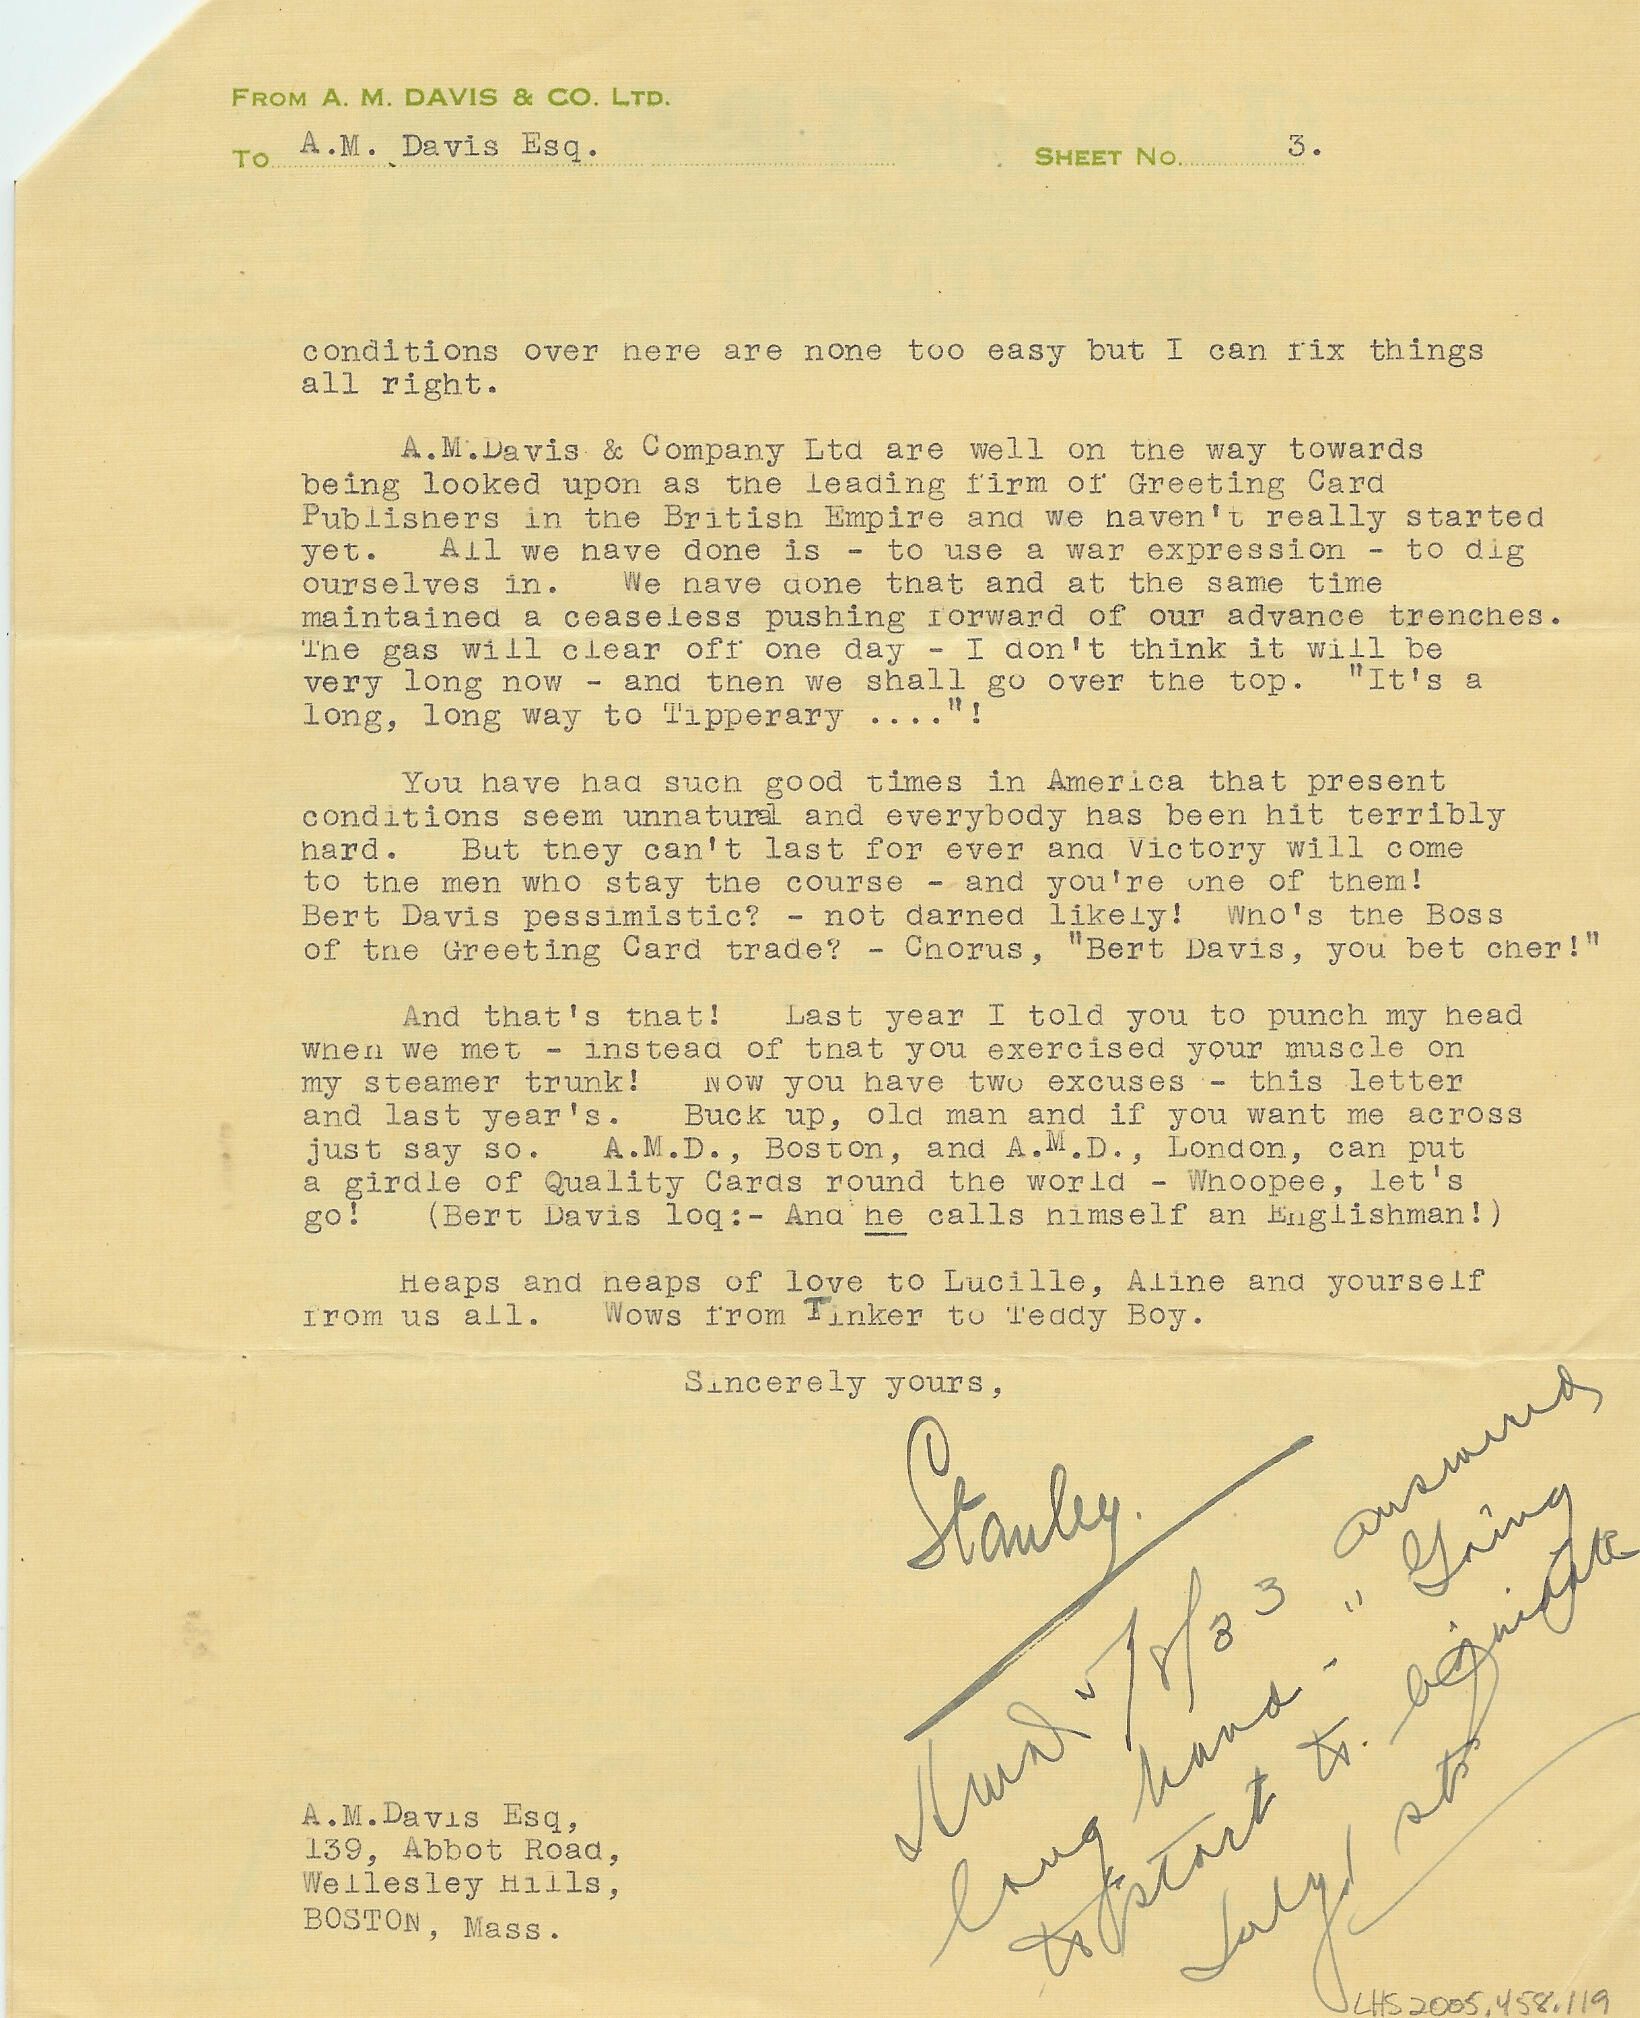 FROM A. M. DAVIS & CO. LTD.
TO A.M. Davis Esq. SHEET NO. 3.
conditions over here are none too easy but I can fix things
all right.
A.M.Davis & Company Ltd are well on the way towards
being looked upon as the leading firm of Greeting Card
Publishers in the British Empire and we haven't really started
yet. All we have done is - to use a war expression - to dig
ourselves in. We have done that and at the same time
maintained a ceaseless pushing forward of our advance trenches.
The gas will clear off one day - I don't think it will be
very long now - and then we shall go over the top. "It's a
long, long way to Tipperary ...."!
You have had such good times in America that present
conditions seem unnatural and everybody has been hit terribly
hard. But they can't last for ever and Victory will come
to the men who stay the course - and you're one of them!
Bert Davis pessimistic? - not darned likely! Who's the Boss
of the Greeting Card trade? - Chorus, "Bert Davis, you bet cher!"
And that's that! Last year I told you to punch my head
when we met - instead of that you exercised your muscle on
my steamer trunk! Now you have two excuses - this letter
and last year's. Buck up, old man and if you want me across
just say so. A.M.D., Boston, and A.M.D., London, can put
a girdle of Quality Cards round the world - Whoopee, let's
go! (Bert Davis loq:- And he calls himself an Englishman!)
Heaps and heaps of love to Lucille, Aline and yourself
from us all. Wows from Tinker to Teddy Boy.
Sincerely yours,
Stanley.
5/8/33 answered
long hand - "Going
to start to
July 1st
A.M.Davis Esq,
139, Abbot Road,
Wellesley Hills,
BOSTON, Mass.
LHS 2005.458.119